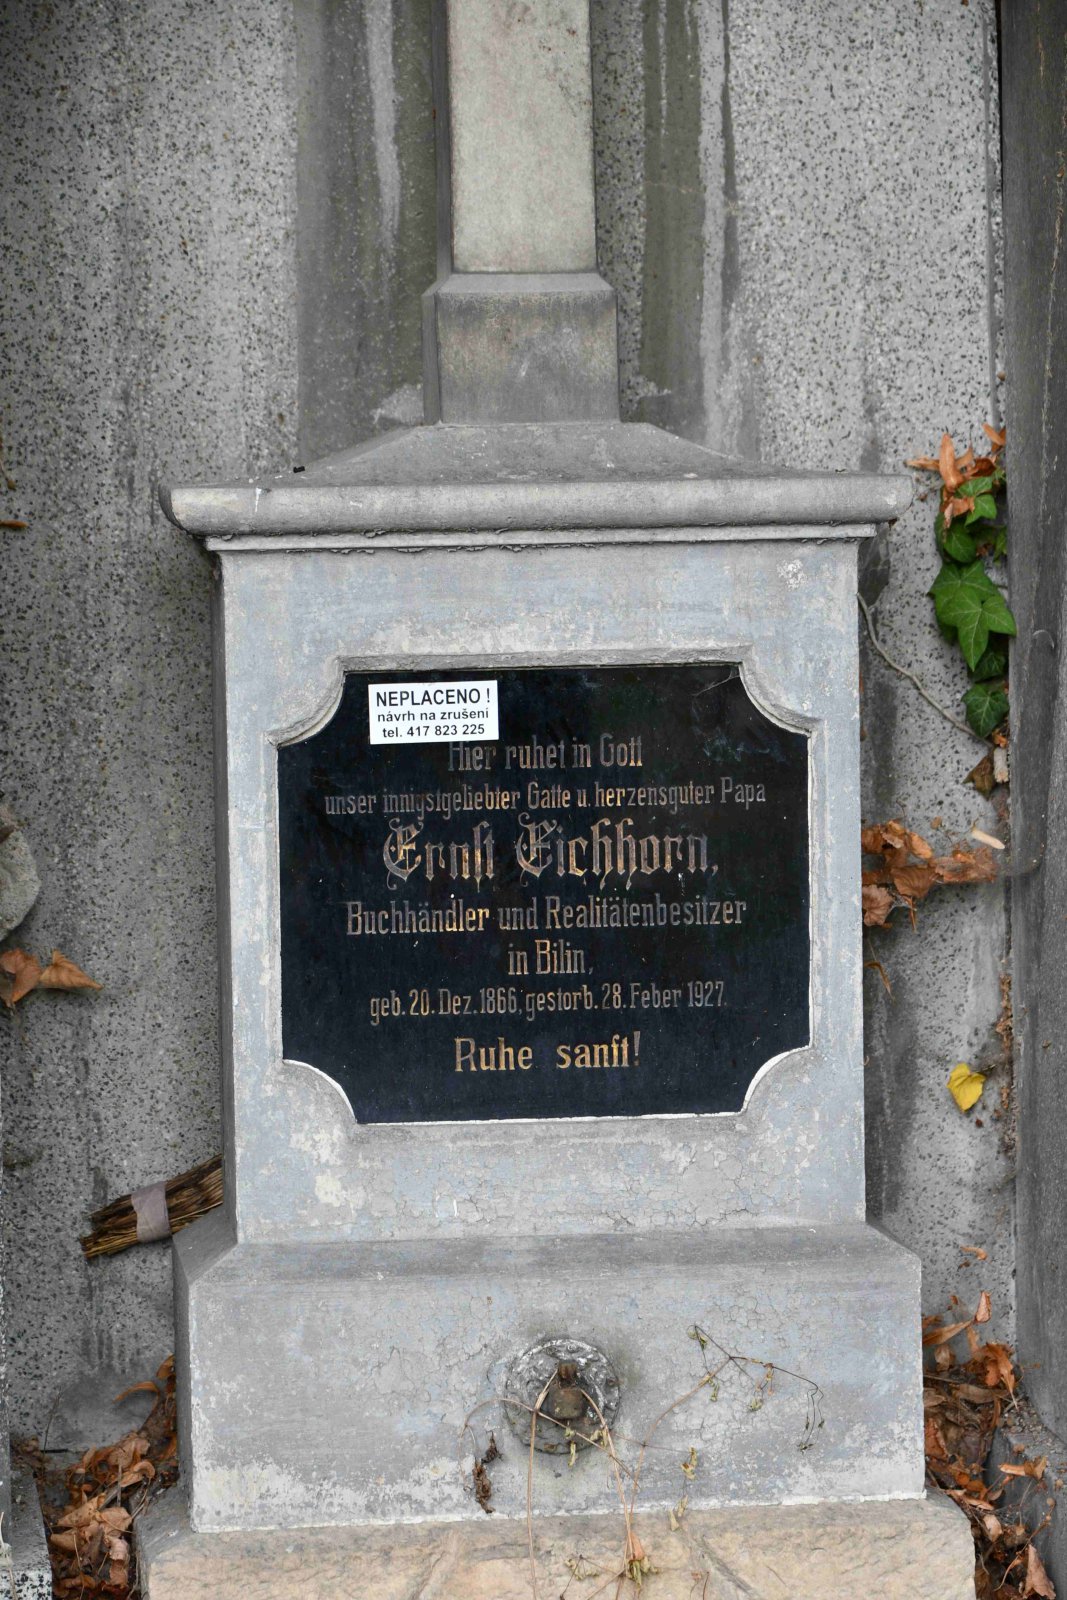 NEPLACENO !
návrh na zrušení
tel. 417 823 225
Hier ruhet in Gott
unser innigstgeliebter Gatte u. herzensguter Papa
Ernst Eichhorn,
Buchhändler und Realitätenbesitzer
in Bilin,
geb. 20. Dez. 1866, gestorb. 28. Feber 1927.
Ruhe sanft!